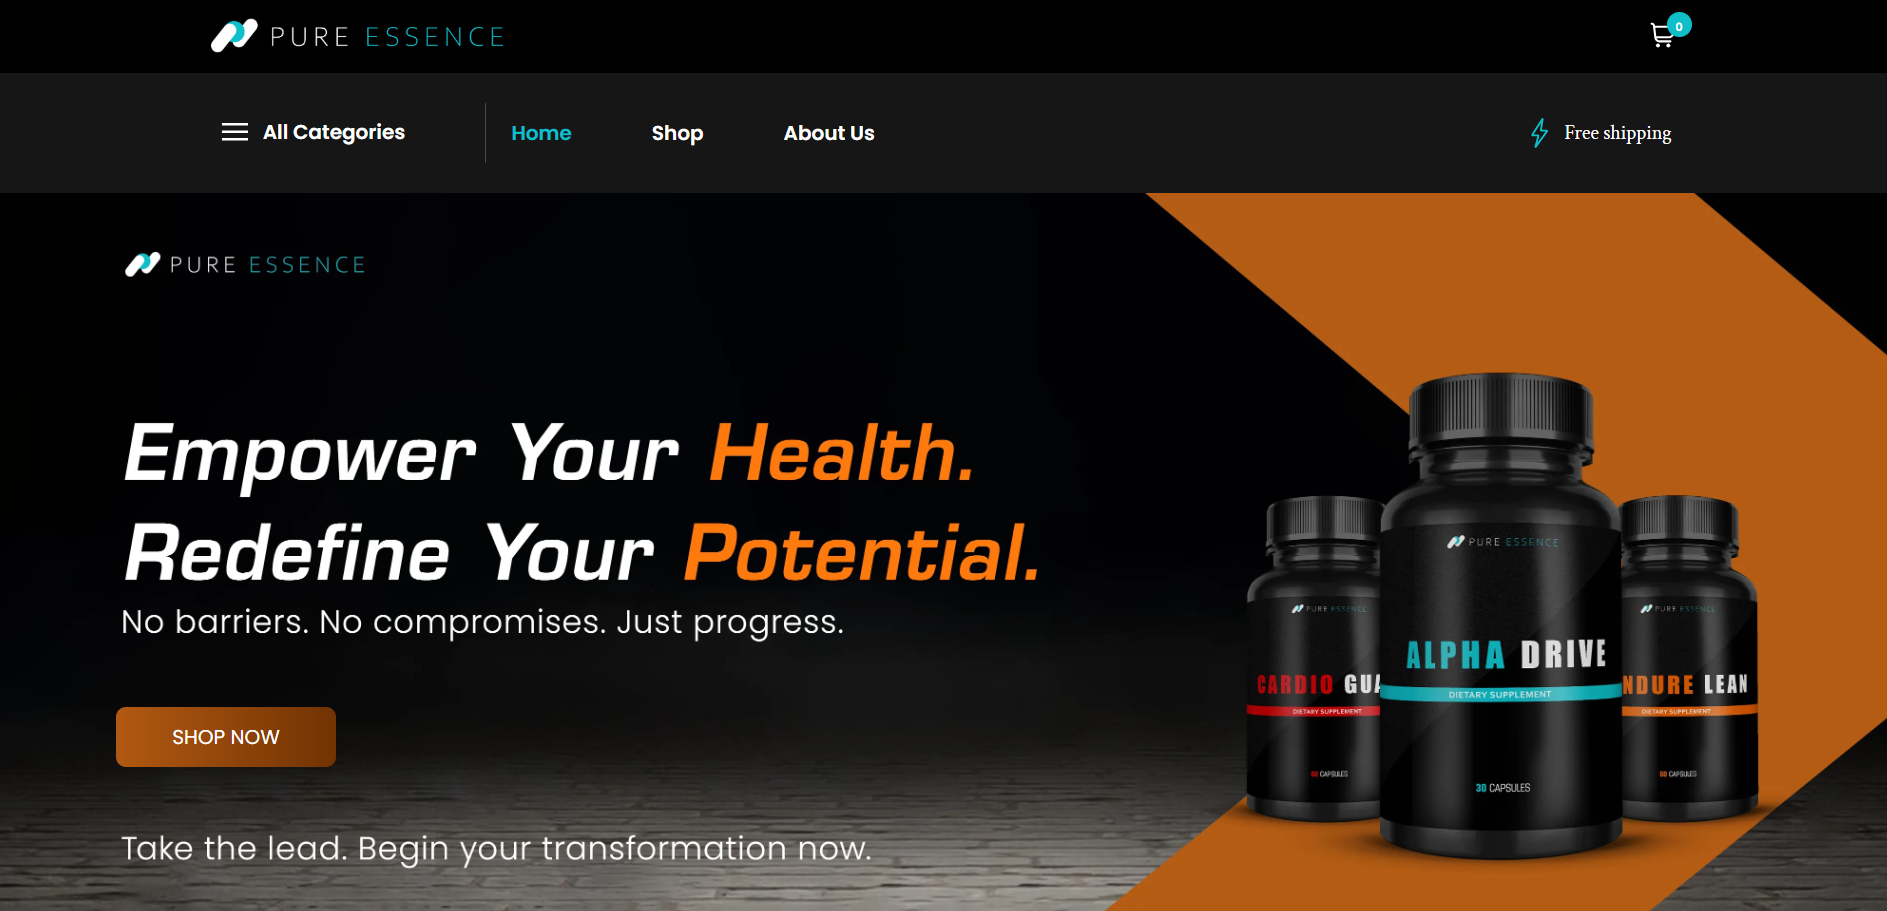 PURE ESSENCE
0
All Categories
Home
Shop
About Us
Free shipping
PURE ESSENCE
Empower Your Health.
Redefine Your Potential.
No barriers. No compromises. Just progress.
SHOP NOW
Take the lead. Begin your transformation now.
PURE ESSENCE
CARDIO GUA
DIETARY SUPPLEMENT
CAPSULES
PURE ESSENCE
ALPHA DRIVE
DIETARY SUPPLEMENT
30 CAPSULES
PURE ESSENCE
NDURE LEAN
DIETARY SUPPLEMENT
60 CAPSULES